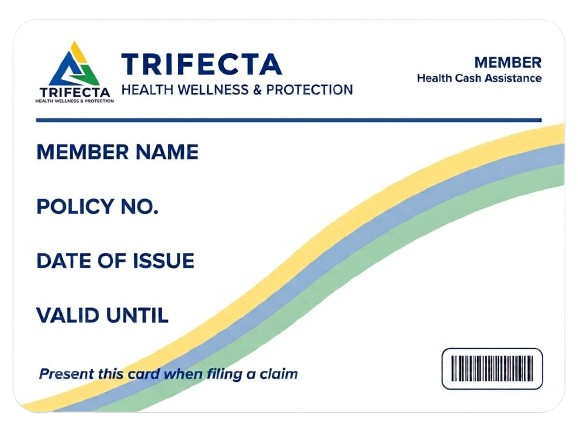 TRIFECTA
HEALTH WELLNESS & PROTECTION
TRIFECTA
HEALTH WELLNESS & PROTECTION
MEMBER
Health Cash Assistance
MEMBER NAME
POLICY NO.
DATE OF ISSUE
VALID UNTIL
Present this card when filing a claim